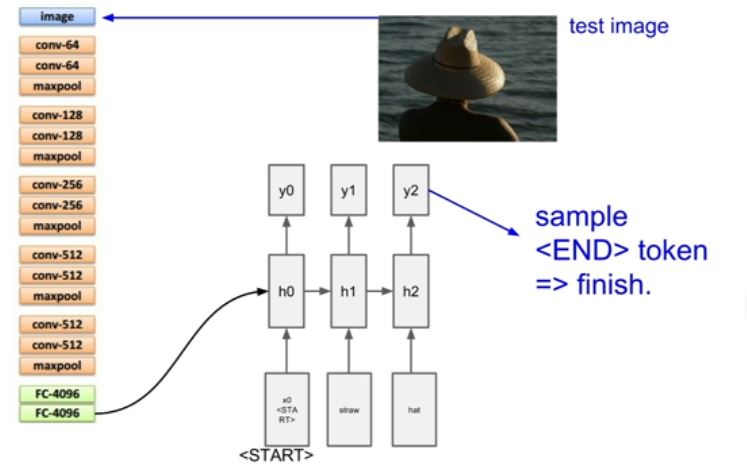 image
test image
conv-64
conv-64
maxpool
conv-128
conv-128
maxpool
conv-256
conv-256
maxpool
conv-512
conv-512
maxpool
conv-512
conv-512
maxpool
FC-4096
FC-4096
y0
y1
y2
sample
<END> token
=> finish.
h0
h1
h2
x0
<STA
RT>
straw
hat
<START>